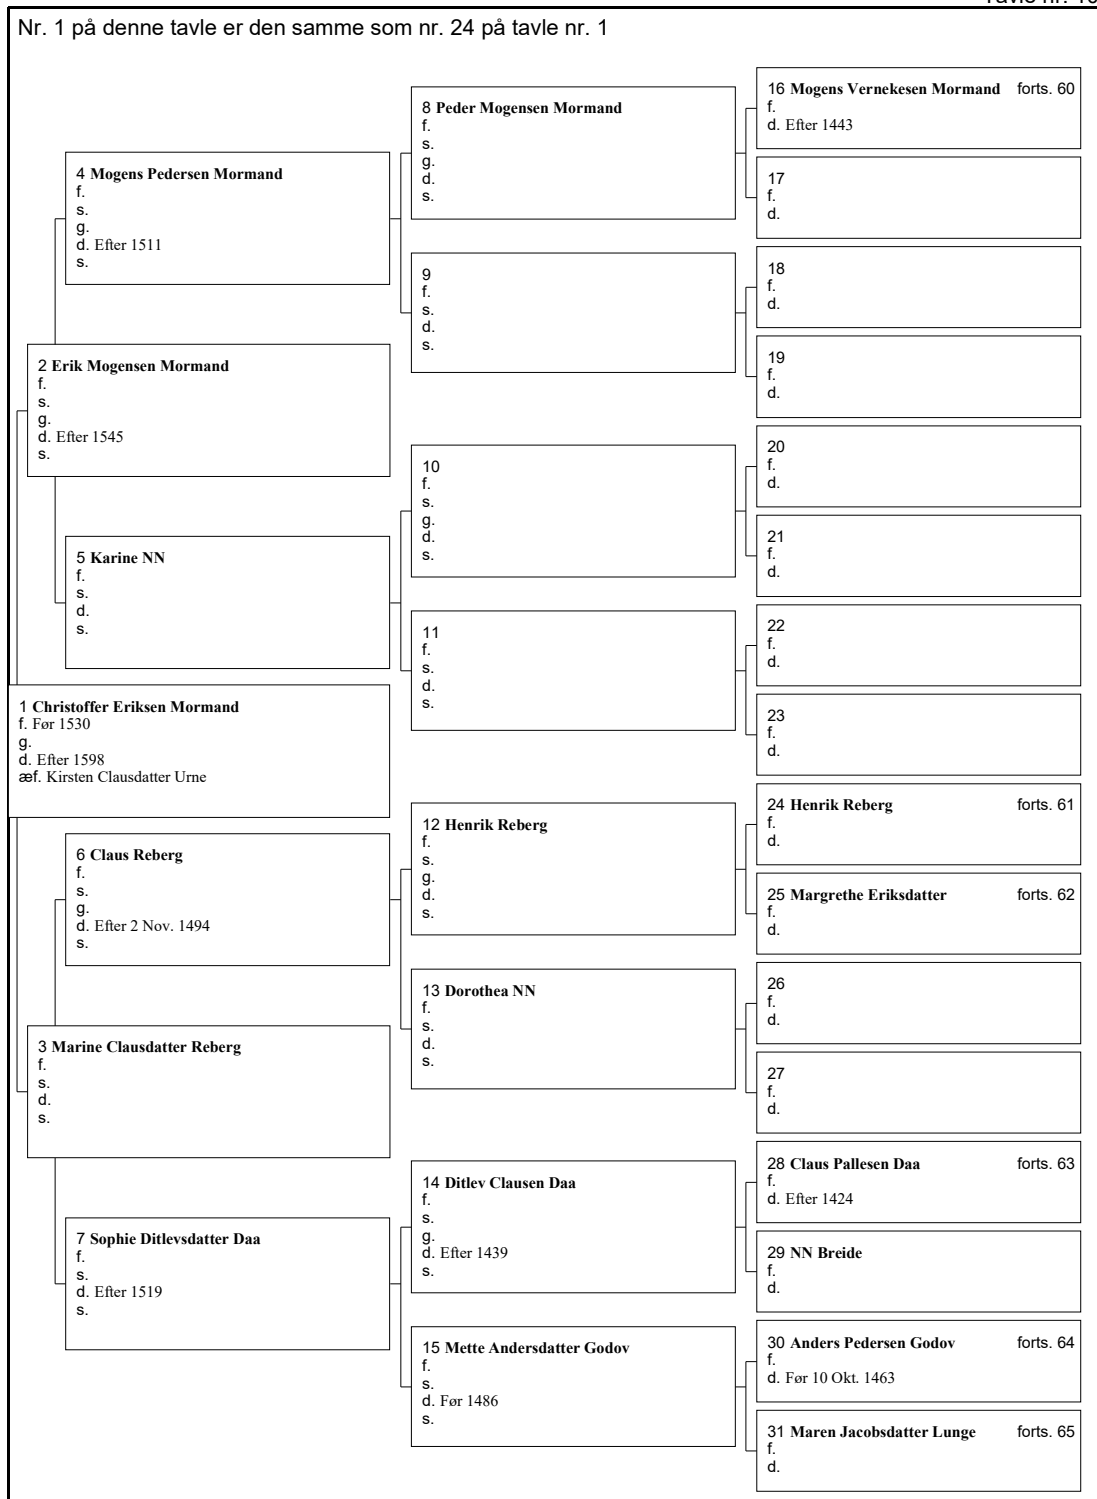 Nr. 1 på denne tavle er den samme som nr. 24 på tavle nr. 1
16 Mogens Vernekesen Mormand forts. 60
f.
d. Efter 1443
8 Peder Mogensen Mormand
f.
s.
g.
d.
s.
17
f.
d.
4 Mogens Pedersen Mormand
f.
s.
g.
d. Efter 1511
s.
18
f.
d.
9
f.
s.
d.
s.
19
f.
d.
2 Erik Mogensen Mormand
f.
s.
g.
d. Efter 1545
s.
20
f.
d.
10
f.
s.
g.
d.
s.
21
f.
d.
5 Karine NN
f.
s.
d.
s.
22
f.
d.
11
f.
s.
d.
s.
23
f.
d.
1 Christoffer Eriksen Mormand
f. Før 1530
g.
d. Efter 1598
æf. Kirsten Clausdatter Urne
24 Henrik Reberg forts. 61
f.
d.
12 Henrik Reberg
f.
s.
g.
d.
s.
25 Margrethe Eriksdatter forts. 62
f.
d.
6 Claus Reberg
f.
s.
g.
d. Efter 2 Nov. 1494
s.
26
f.
d.
13 Dorothea NN
f.
s.
d.
s.
27
f.
d.
3 Marine Clausdatter Reberg
f.
s.
d.
s.
28 Claus Pallesen Daa forts. 63
f.
d. Efter 1424
14 Ditlev Clausen Daa
f.
s.
g.
d. Efter 1439
s.
29 NN Breide
f.
d.
7 Sophie Ditlevsdatter Daa
f.
s.
d. Efter 1519
s.
30 Anders Pedersen Godov forts. 64
f.
d. Før 10 Okt. 1463
15 Mette Andersdatter Godov
f.
s.
d. Før 1486
s.
31 Maren Jacobsdatter Lunge forts. 65
f.
d.